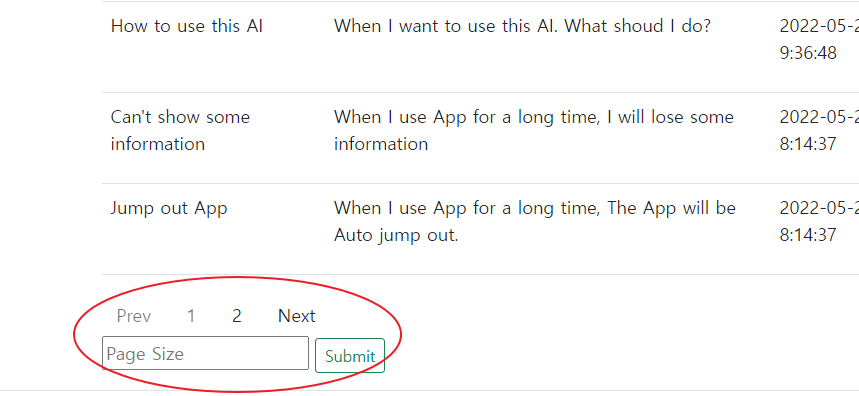 How to use this AI
When I want to use this AI. What shoud I do?
2022-05-2
9:36:48
Can't show some
information
When I use App for a long time, I will lose some
information
2022-05-2
8:14:37
Jump out App
When I use App for a long time, The App will be
Auto jump out.
2022-05-2
8:14:37
Prev 1 2 Next
Page Size Submit